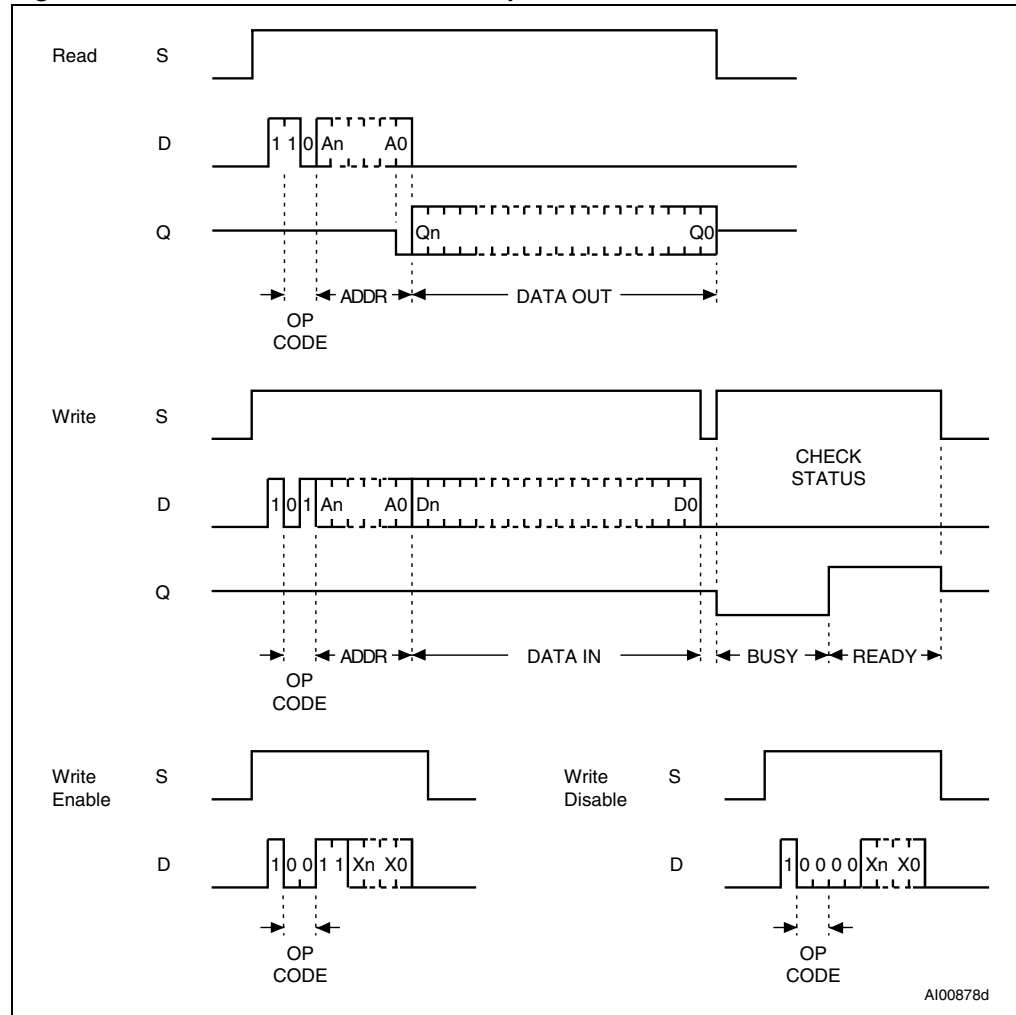 Read S
D 1 1 0 An A0
Q Qn Q0
ADDR DATA OUT
OP
CODE
Write S
CHECK
STATUS
D 1 0 1 An A0 Dn D0
Q
ADDR DATA IN BUSY READY
OP
CODE
Write
Enable
S
D 1 0 0 1 1 Xn X0
OP
CODE
Write
Disable
S
D 1 0 0 0 0 Xn X0
OP
CODE
AI00878d